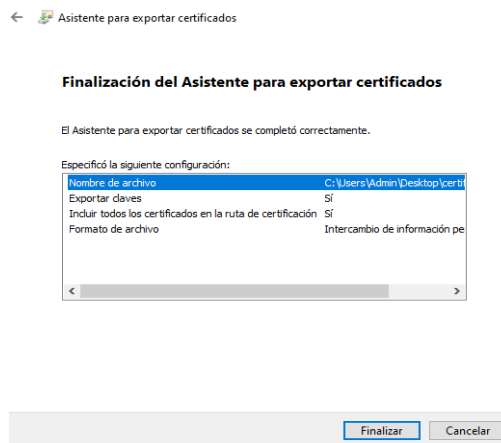 Asistente para exportar certificados
Finalización del Asistente para exportar certificados
El Asistente para exportar certificados se completó correctamente.
Especificó la siguiente configuración:
Nombre de archivo C:\Users\Admin\Desktop\certif
Exportar claves Sí
Incluir todos los certificados en la ruta de certificación Sí
Formato de archivo Intercambio de información pe
Finalizar Cancelar